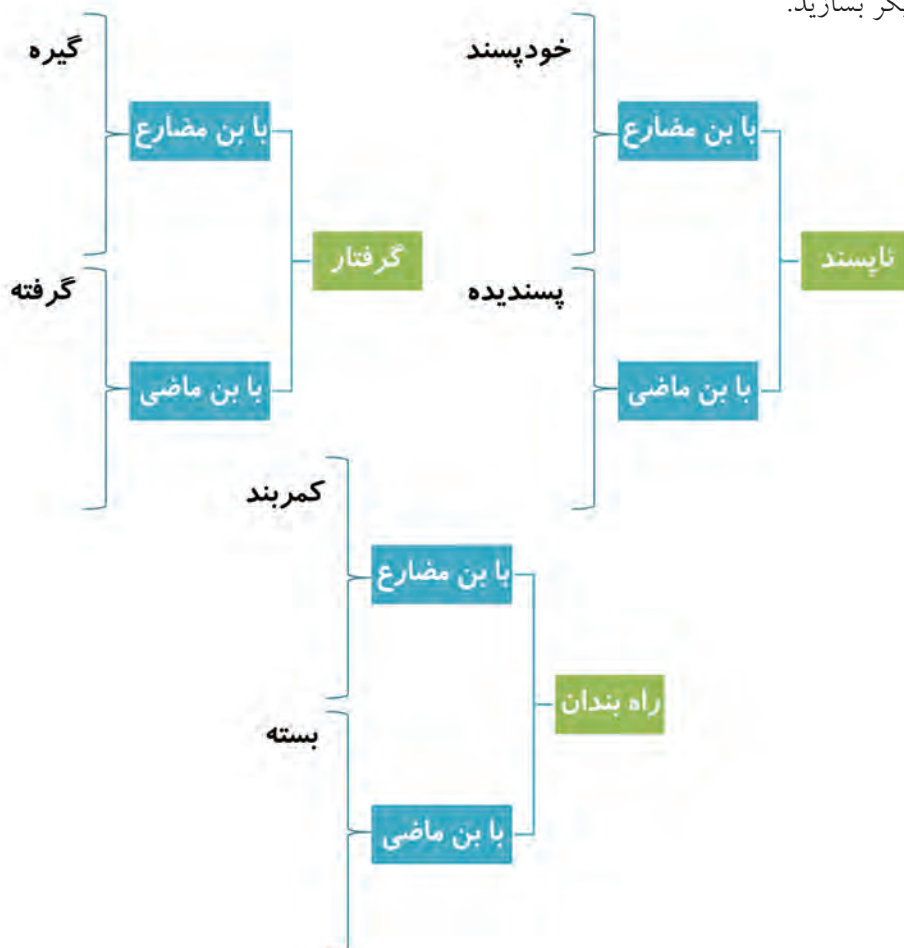 بسازید.
خودپسند
با بن مضارع
ناپسند
پسندیده
با بن ماضی
گیره
با بن مضارع
گرفتار
گرفته
با بن ماضی
کمربند
با بن مضارع
راه بندان
بسته
با بن ماضی